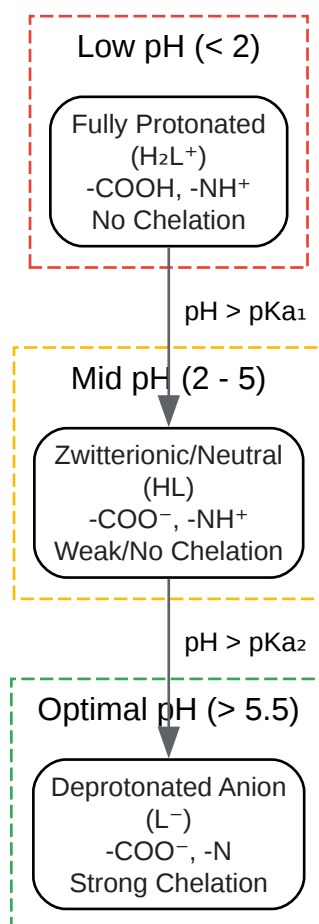 Low pH (< 2)
Fully Protonated
(H₂L⁺)
-COOH, -NH⁺
No Chelation
pH > pKa₁
Mid pH (2 - 5)
Zwitterionic/Neutral
(HL)
-COO⁻, -NH⁺
Weak/No Chelation
pH > pKa₂
Optimal pH (> 5.5)
Deprotonated Anion
(L⁻)
-COO⁻, -N
Strong Chelation